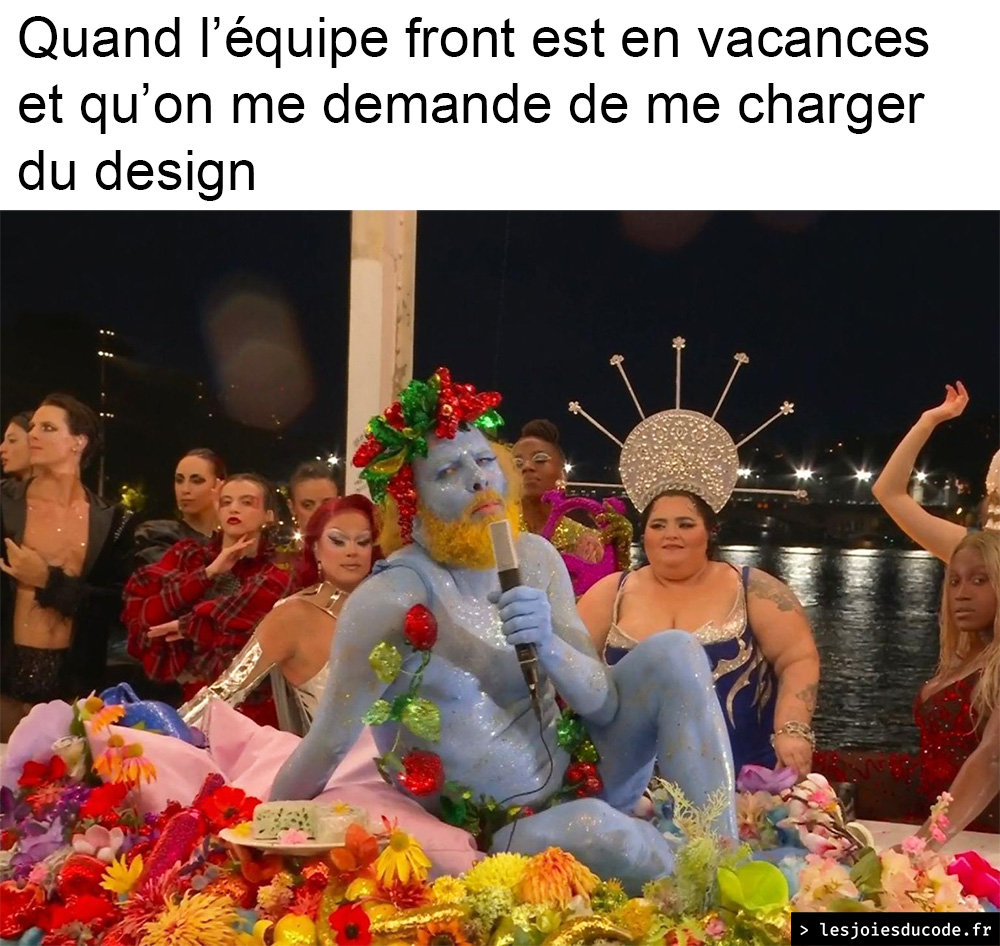 Quand l’équipe front est en vacances
et qu’on me demande de me charger
du design
> lesjoiesducode.fr